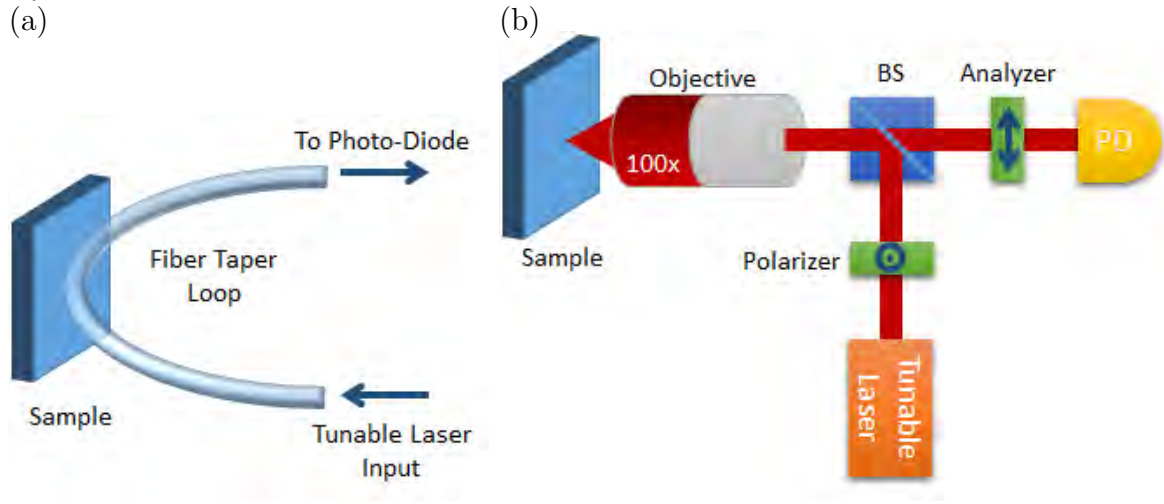 (a)
(b)
To Photo-Diode
Fiber Taper
Loop
Sample
Tunable Laser
Input
Objective
BS
Analyzer
100x
PD
Sample
Polarizer
Tunable
Laser